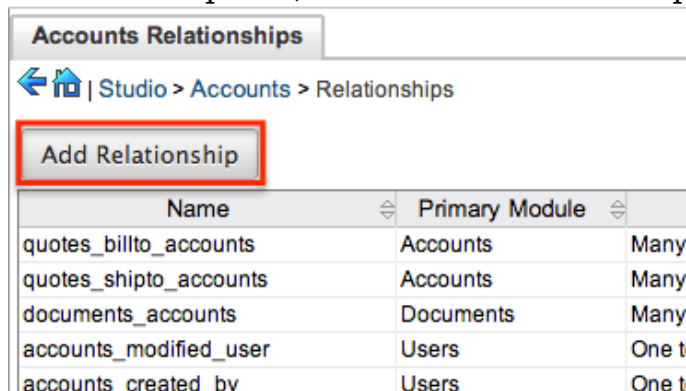 Accounts Relationships
| Studio > Accounts > Relationships
Add Relationship
Name Primary Module
quotes_billto_accounts Accounts Many
quotes_shipto_accounts Accounts Many
documents_accounts Documents Many
accounts_modified_user Users One
accounts_created_by Users One